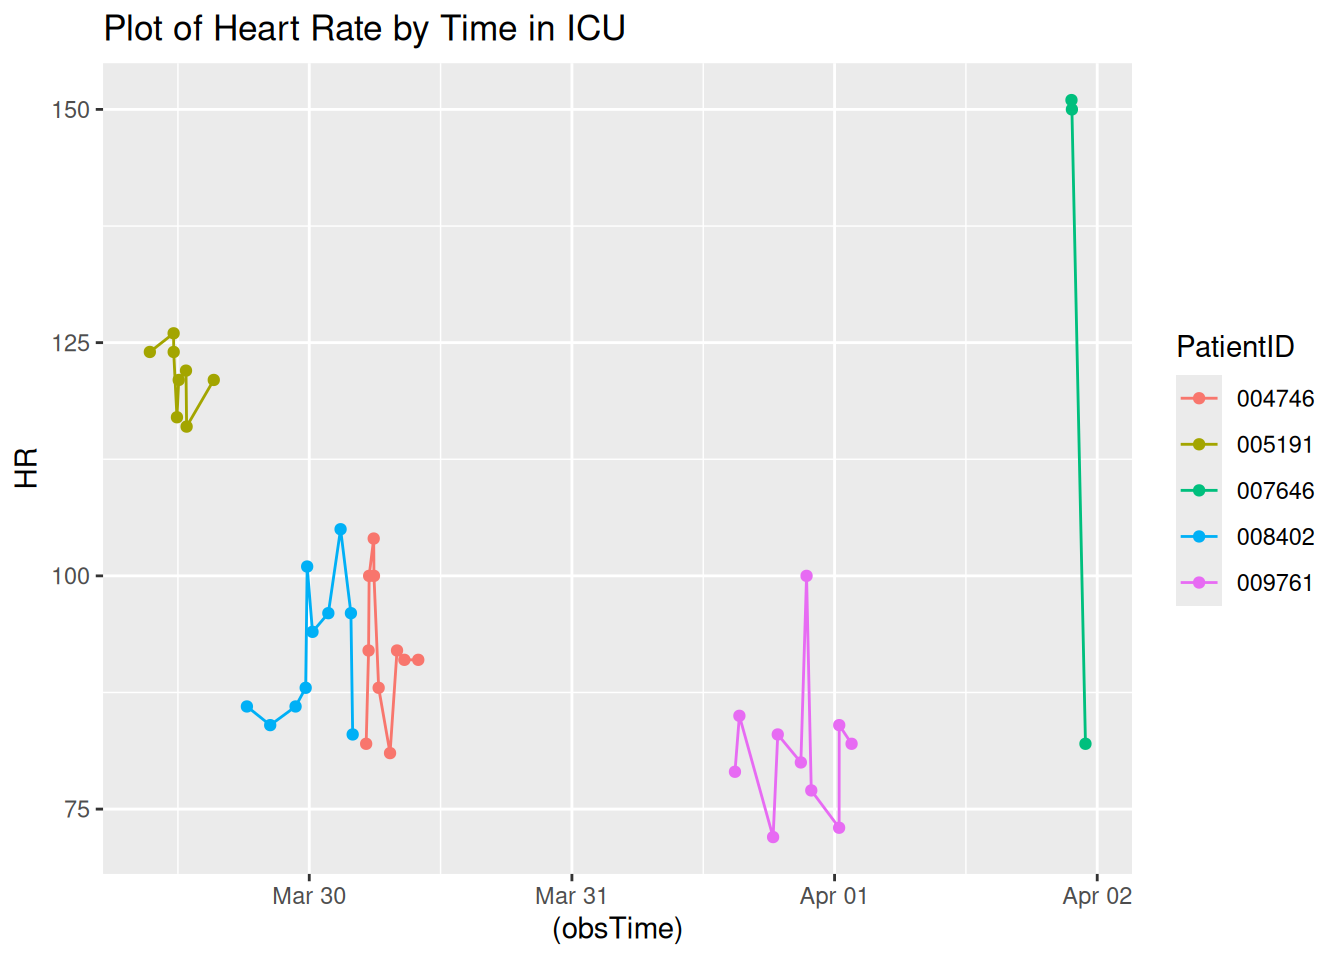 Plot of Heart Rate by Time in ICU
150
125
100
75
HR
Mar 30
Mar 31
Apr 01
Apr 02
(obsTime)
PatientID
004746
005191
007646
008402
009761